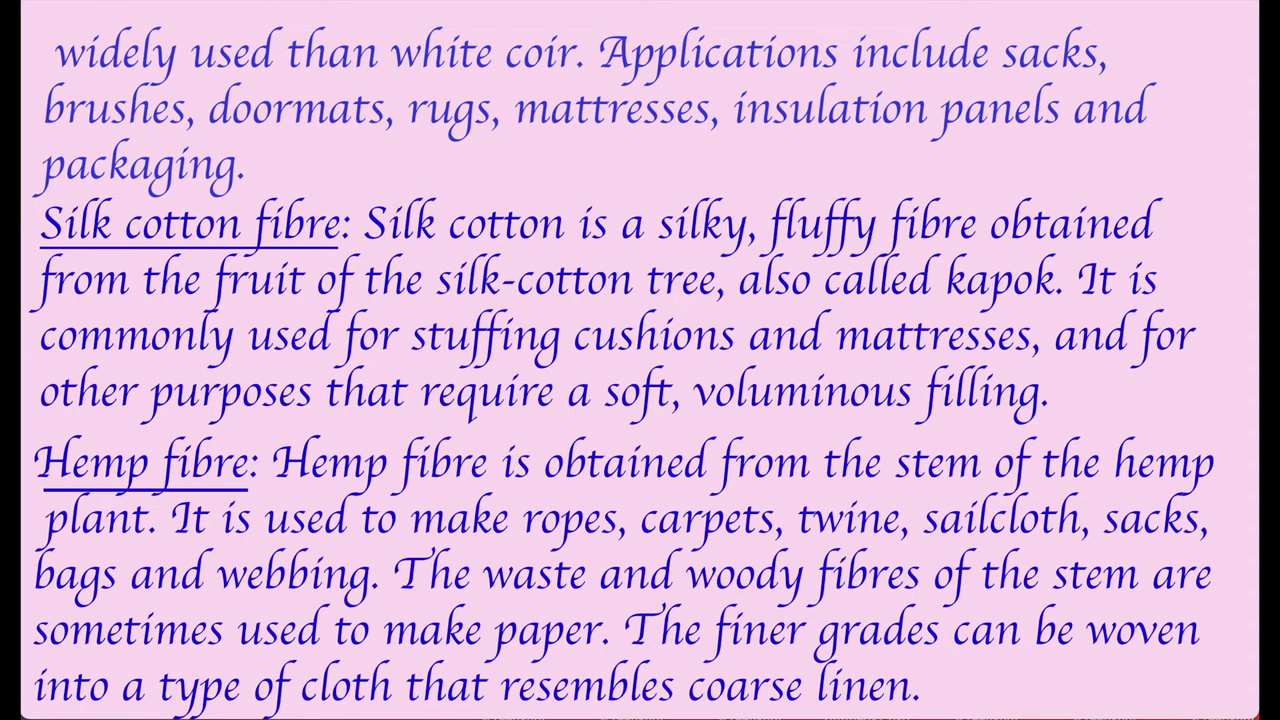 widely used than white coir. Applications include sacks,
brushes, doormats, rugs, mattresses, insulation panels and
packaging.
Silk cotton fibre: Silk cotton is a silky, fluffy fibre obtained
from the fruit of the silk-cotton tree, also called kapok. It is
commonly used for stuffing cushions and mattresses, and for
other purposes that require a soft, voluminous filling.
Hemp fibre: Hemp fibre is obtained from the stem of the hemp
plant. It is used to make ropes, carpets, twine, sailcloth, sacks,
bags and webbing. The waste and woody fibres of the stem are
sometimes used to make paper. The finer grades can be woven
into a type of cloth that resembles coarse linen.